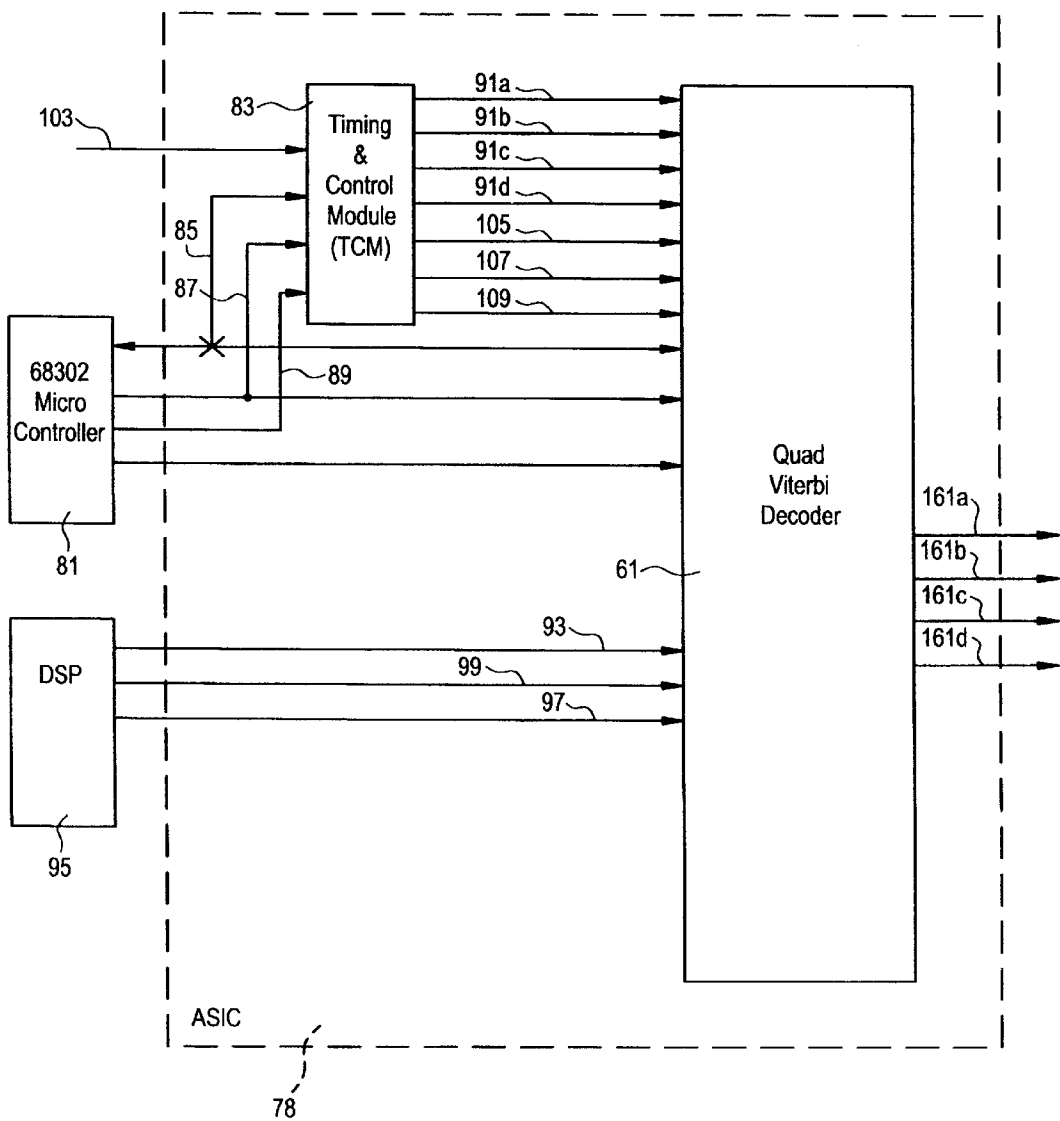 91a
83
103
Timing
&
Control
Module
(TCM)
91b
91c
91d
85
105
87
107
109
68302
Micro
Controller
89
Quad
Viterbi
Decoder
161a
81
61
161b
161c
93
161d
DSP
99
97
95
ASIC
78